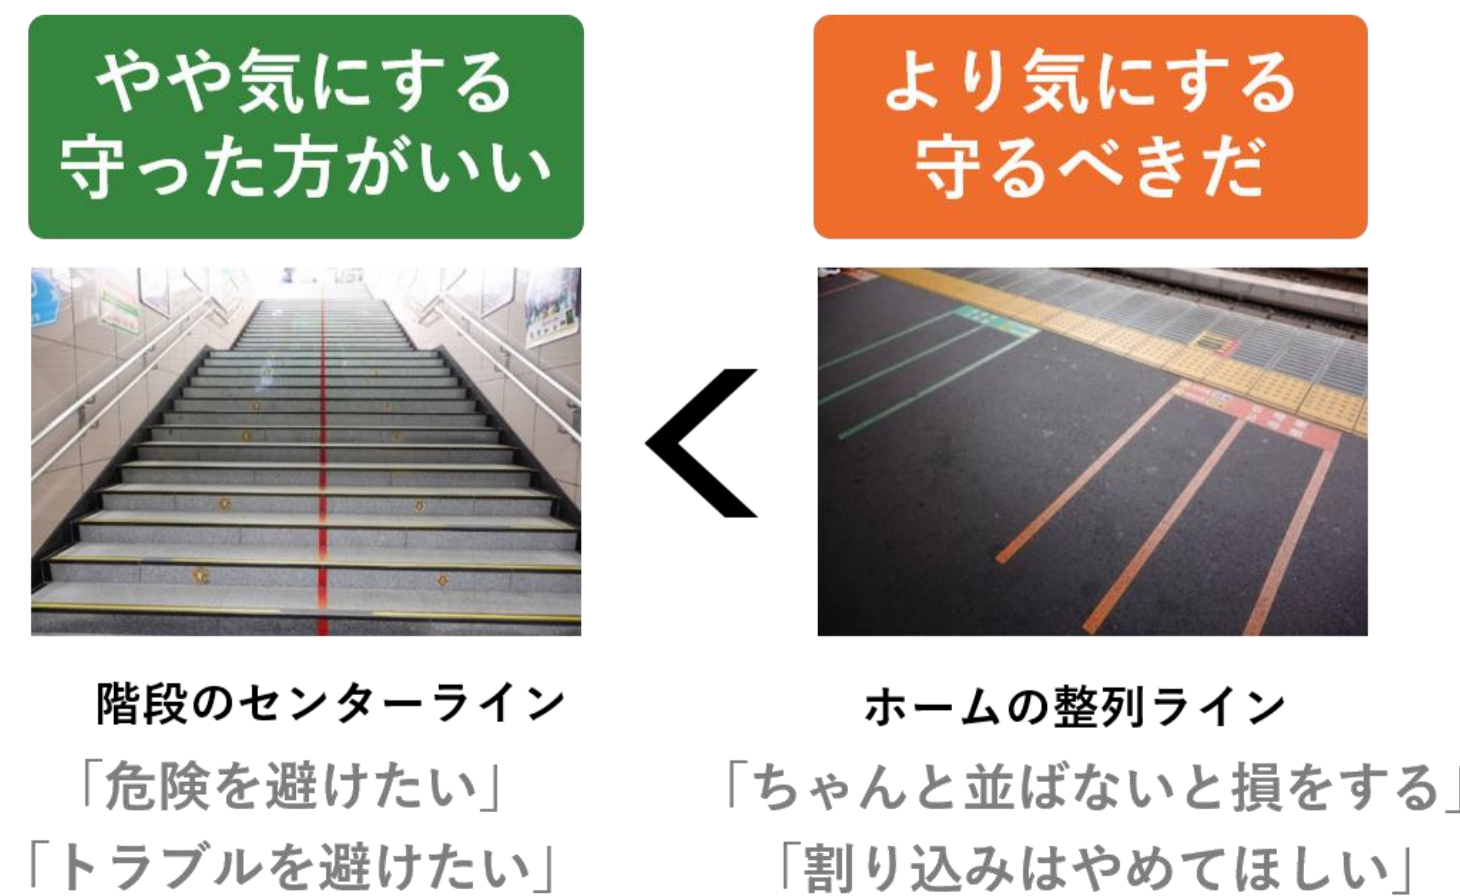 やや気にする
守った方がいい
より気にする
守るべきだ
階段のセンターライン
「危険を避けたい」
「トラブルを避けたい」
ホームの整列ライン
「ちゃんと並ばないと損をする」
「割り込みはやめてほしい」